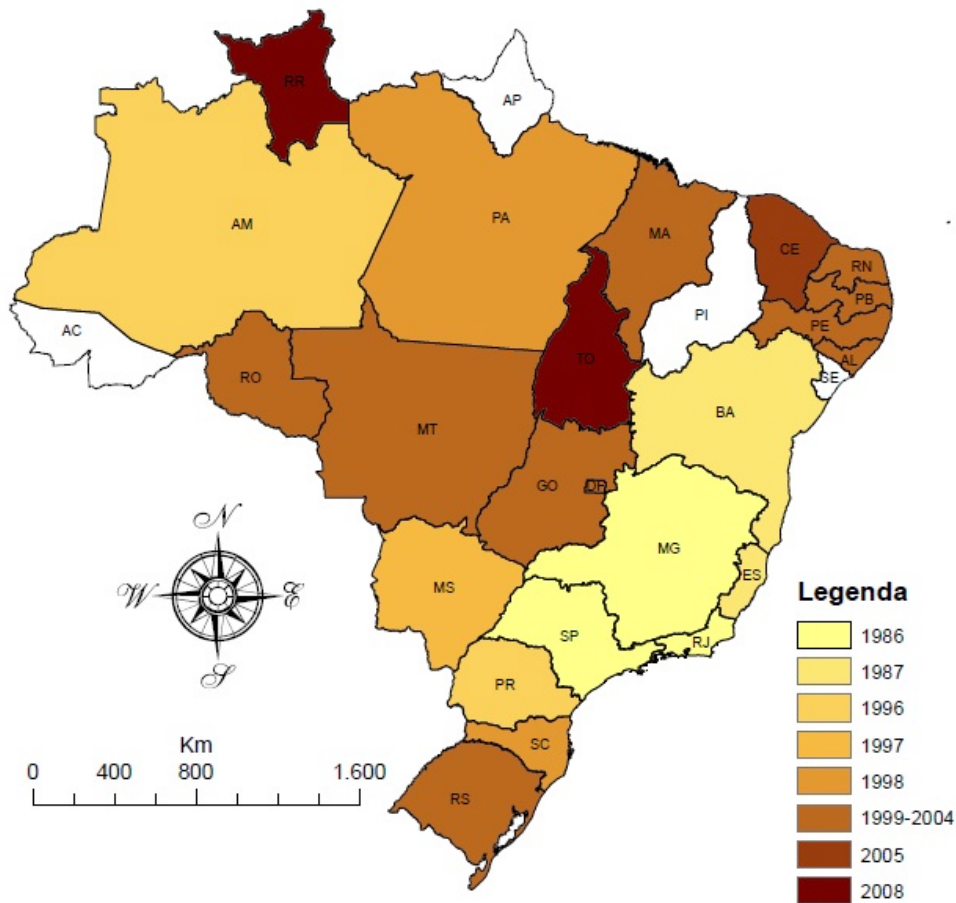 RR
AP
AM
PA
MA
CE
RN
PB
PI
PE
AC
AL
TO
SE
RO
BA
MT
GO
DF
N
MG
MS
ES
W
E
Legenda
SP
1986
RJ
1987
S
PR
1996
Km
SC
1997
0
400
800
1.600
1998
RS
1999-2004
2005
2008